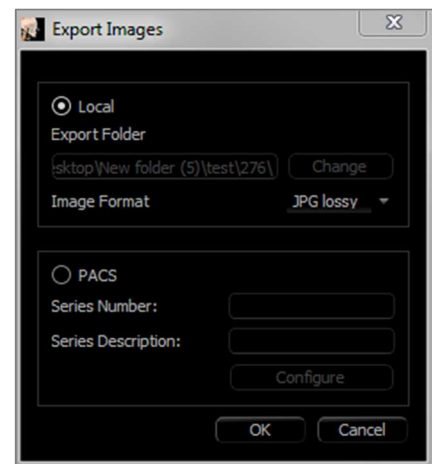 Export Images
Local
Export Folder
esktop\New folder (5)\test\276\ Change
Image Format JPG lossy
PACS
Series Number:
Series Description:
Configure
OK Cancel